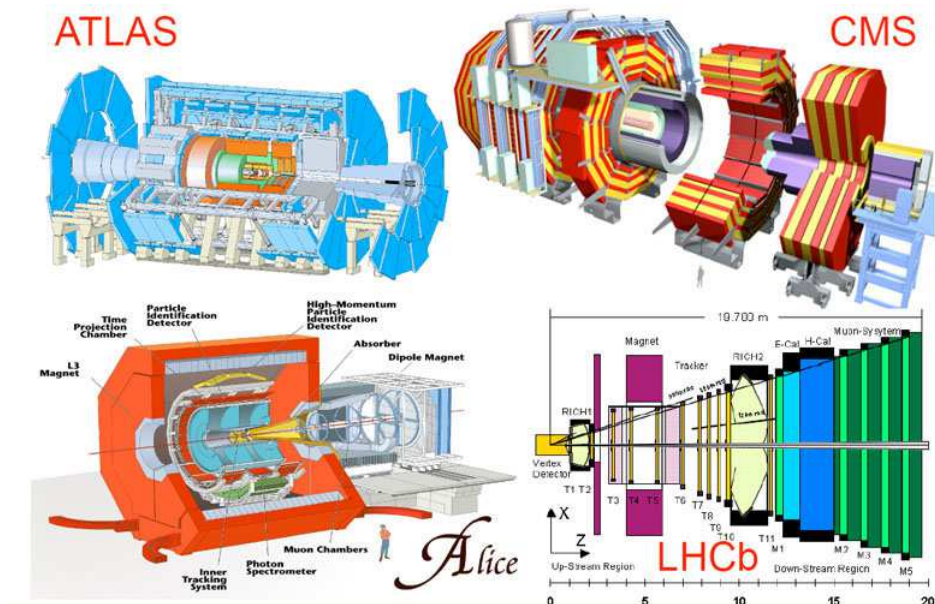 ATLAS
CMS
Time
Projection
Chamber
Particle
Identification
Detector
High-Momentum
Particle
Identification
Detector
Absorber
Dipole Magnet
L3
Magnet
Inner
Tracking
System
Photon
Spectrometer
Muon Chambers
Alice
19.700 m
Magnet
Tracker
RICH2
E-Cal
H-Cal
Muon-Sysytem
RICH1
Vertex
Detector
T1
T2
T3
T4
T5
T6
T7
T8
T9
T10
T11
M1
M2
M3
M4
M5
X
Z
Up-Stream Region
LHCb
Down-Stream Region
0
5
10
15
20